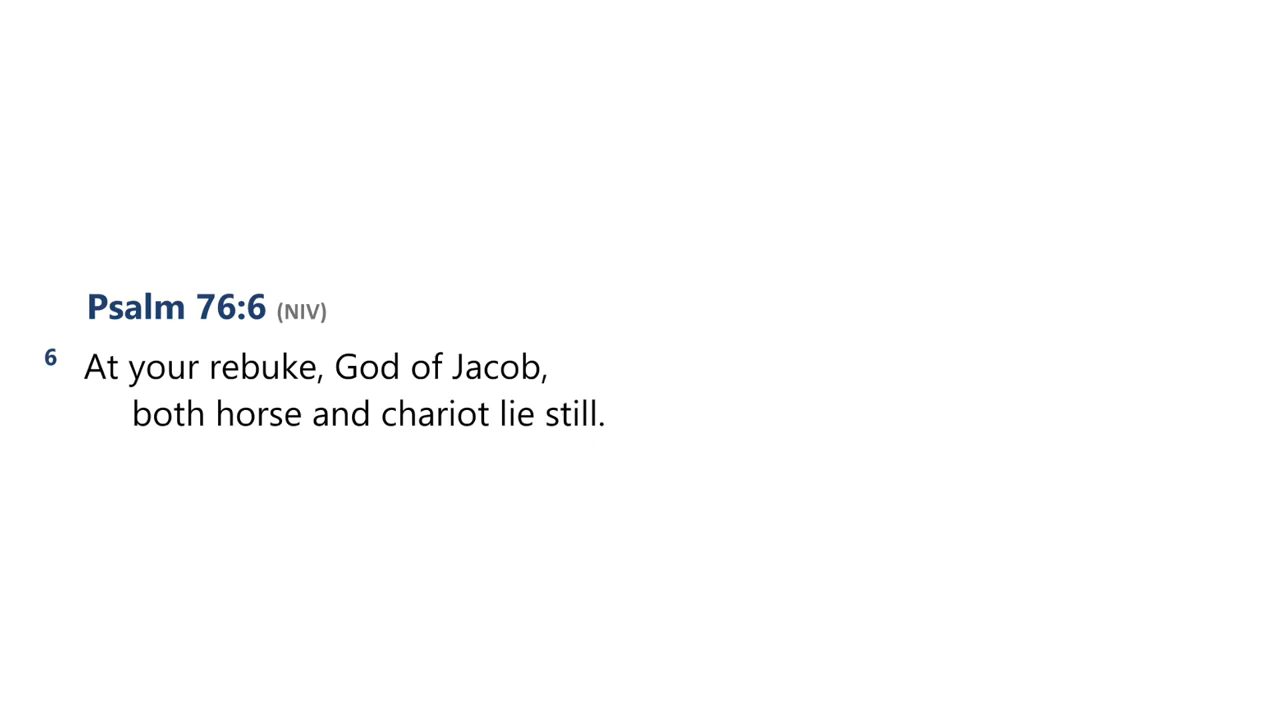 Psalm 76:6 (NIV)
6 At your rebuke, God of Jacob,
both horse and chariot lie still.